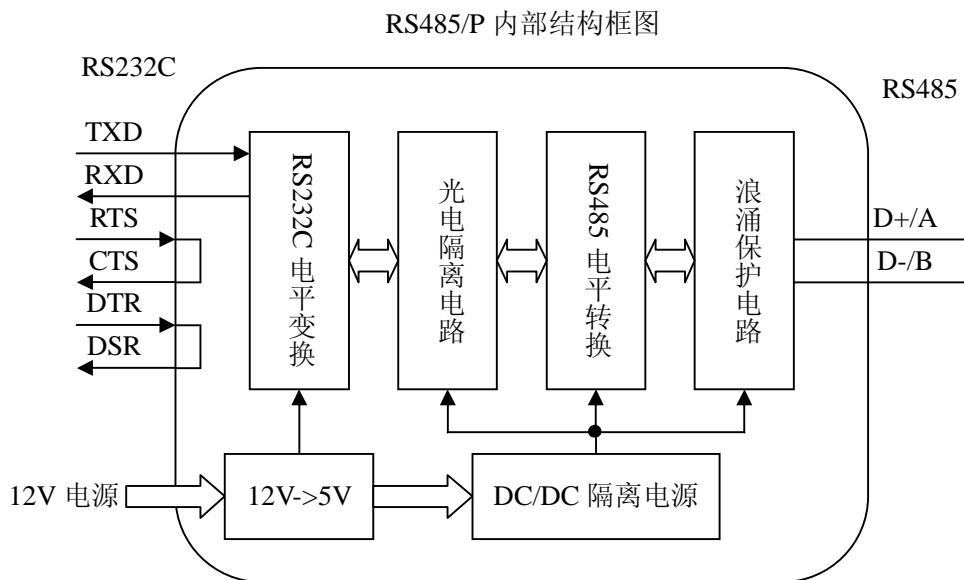 RS485/P 内部结构框图
RS232C
RS485
TXD
RXD
RTS
CTS
DTR
DSR
RS232C 电平变换
光电隔离电路
RS485 电平转换
浪涌保护电路
D+/A
D-/B
12V 电源
12V->5V
DC/DC 隔离电源